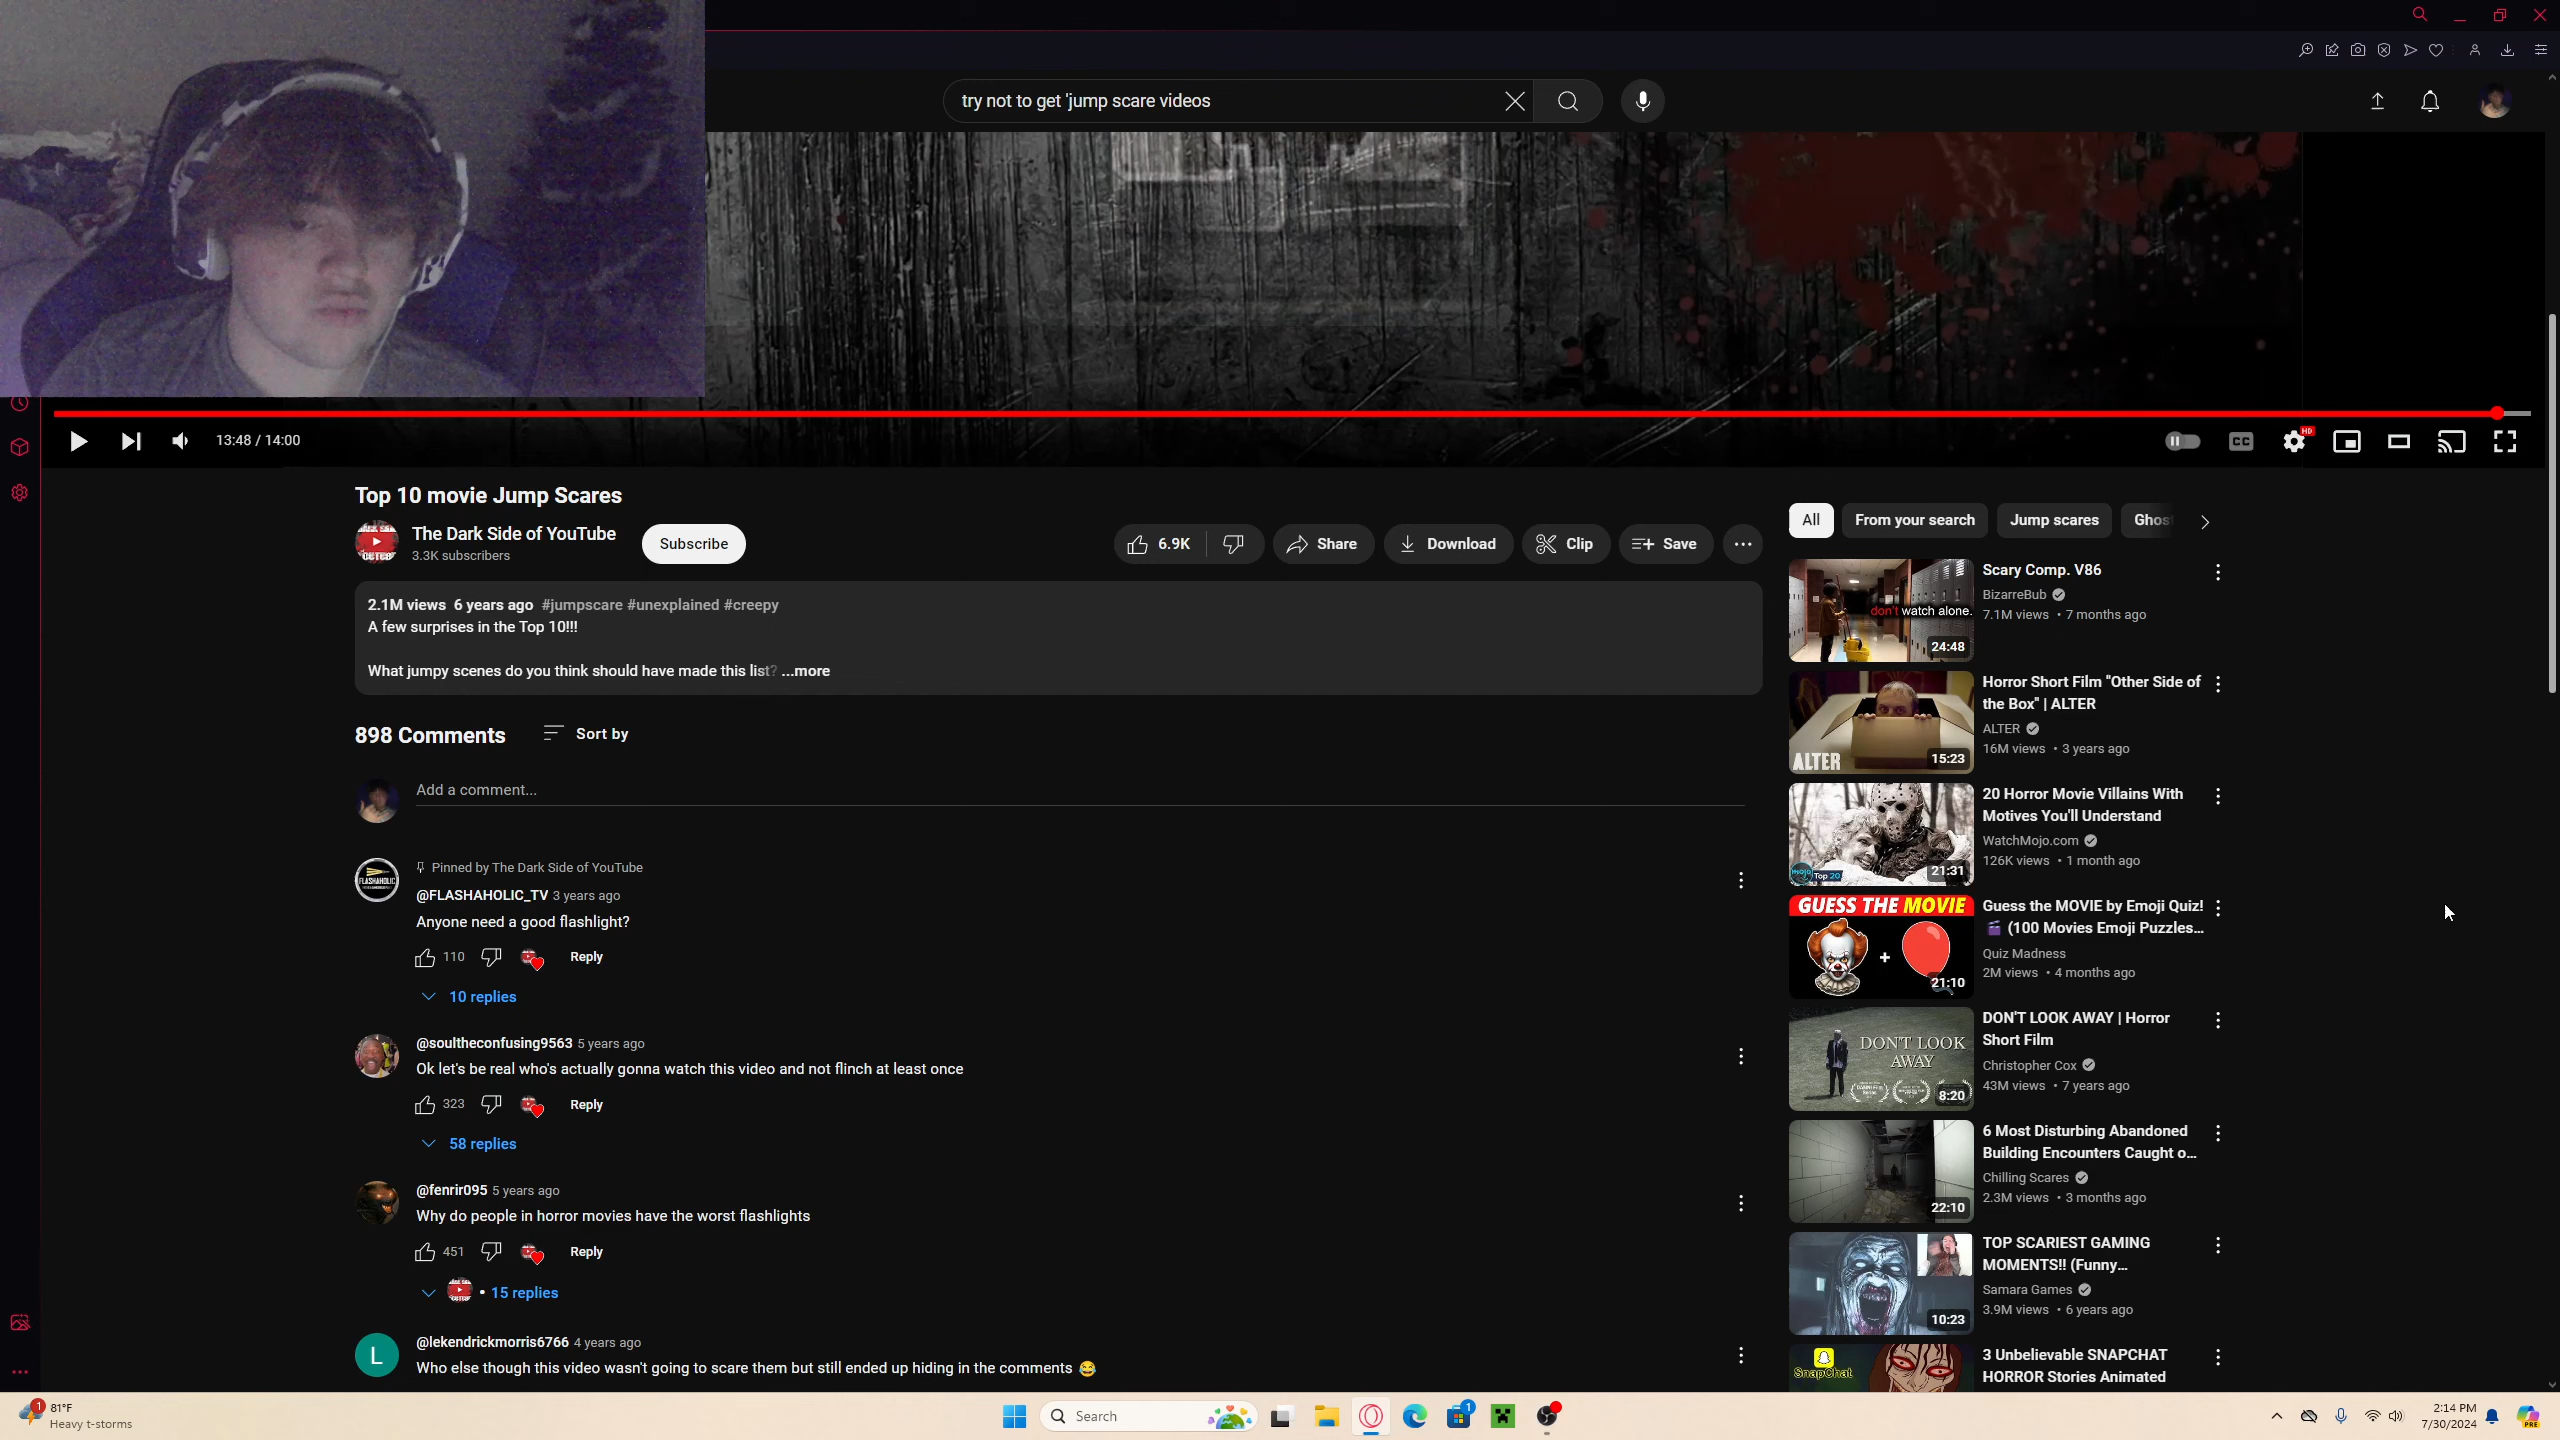 try not to get 'jump scare videos
HD
13:48 / 14:00
CC
Top 10 movie Jump Scares
The Dark Side of YouTube
3.3K subscribers
Subscribe
6.9K
Share
Download
Clip
Save
2.1M views 6 years ago #jumpscare #unexplained #creepy
A few surprises in the Top 10!!!
What jumpy scenes do you think should have made this list? ...more
898 Comments
Sort by
Add a comment...
Pinned by The Dark Side of YouTube
@FLASHAHOLIC_TV 3 years ago
Anyone need a good flashlight?
110
Reply
10 replies
@soultheconfusing9563 5 years ago
Ok let's be real who's actually gonna watch this video and not flinch at least once
323
Reply
58 replies
@fenrir095 5 years ago
Why do people in horror movies have the worst flashlights
451
Reply
• 15 replies
L
@lekendrickmorris6766 4 years ago
Who else though this video wasn't going to scare them but still ended up hiding in the comments 😂
All
From your search
Jump scares
Ghost
don't watch alone.
24:48
Scary Comp. V86
BizarreBub
7.1M views • 7 months ago
ALTER
15:23
Horror Short Film "Other Side of
the Box" | ALTER
ALTER
16M views • 3 years ago
MOJO
Top 20
21:31
20 Horror Movie Villains With
Motives You'll Understand
WatchMojo.com
126K views • 1 month ago
GUESS THE MOVIE
+
21:10
Guess the MOVIE by Emoji Quiz!
🎬 (100 Movies Emoji Puzzles...
Quiz Madness
2M views • 4 months ago
DON'T LOOK
AWAY
8:20
DON'T LOOK AWAY | Horror
Short Film
Christopher Cox
43M views • 7 years ago
22:10
6 Most Disturbing Abandoned
Building Encounters Caught o...
Chilling Scares
2.3M views • 3 months ago
10:23
TOP SCARIEST GAMING
MOMENTS!! (Funny...
Samara Games
3.9M views • 6 years ago
SnapChat
3 Unbelievable SNAPCHAT
HORROR Stories Animated
1
81°F
Heavy t-storms
Search
1
2:14 PM
7/30/2024
PRE